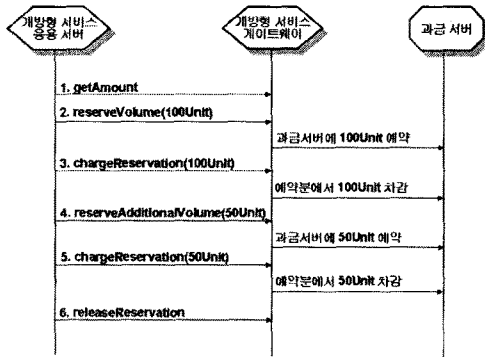 개방형 서비스
응용 서버
개방형 서비스
게이트웨이
과금 서버
1. getAmount
2. reserveVolume(100Unit)
과금서버에 100Unit 예약
3. chargeReservation(100Unit)
예약분에서 100Unit 차감
4. reserveAdditionalVolume(50Unit)
과금서버에 50Unit 예약
5. chargeReservation(50Unit)
예약분에서 50Unit 차감
6. releaseReservation